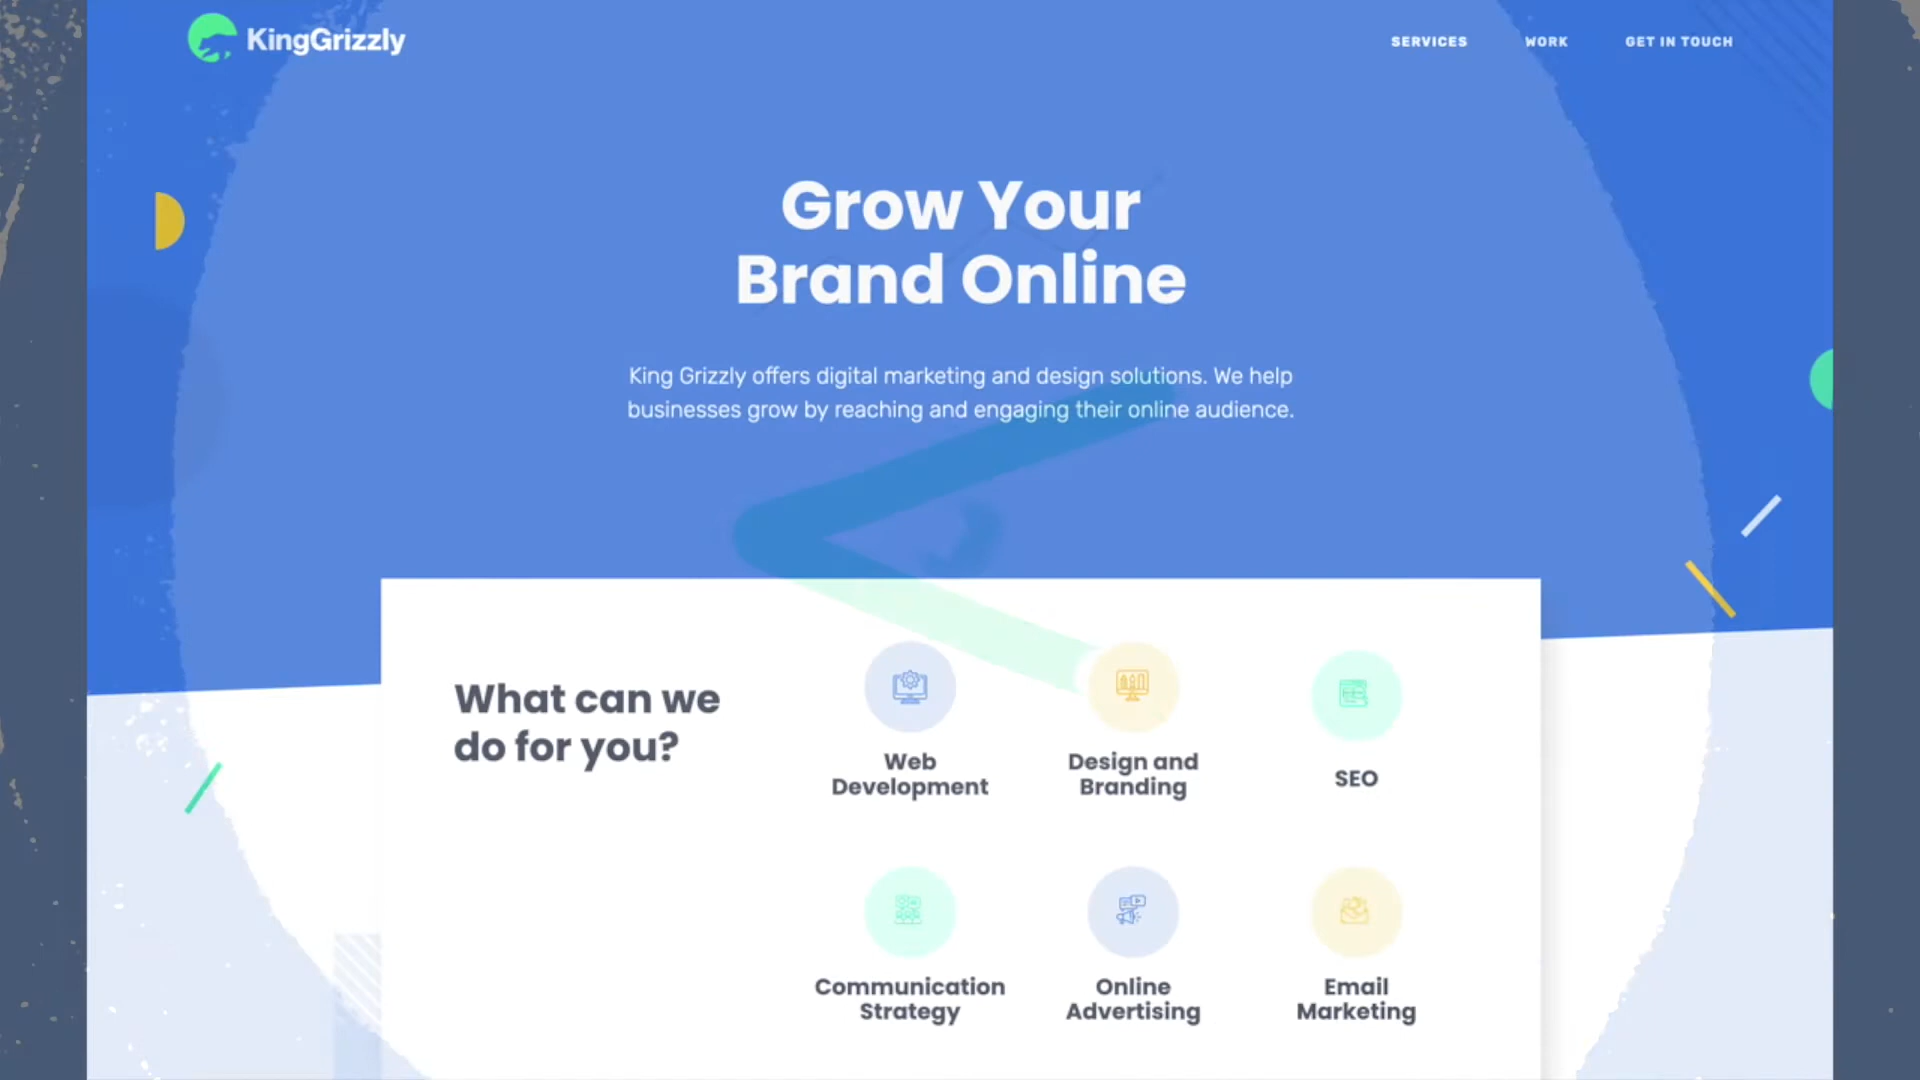 KingGrizzly
SERVICES
WORK
GET IN TOUCH
Grow Your
Brand Online
King Grizzly offers digital marketing and design solutions. We help
businesses grow by reaching and engaging their online audience.
What can we
do for you?
Web
Development
Design and
Branding
SEO
Communication
Strategy
Online
Advertising
Email
Marketing